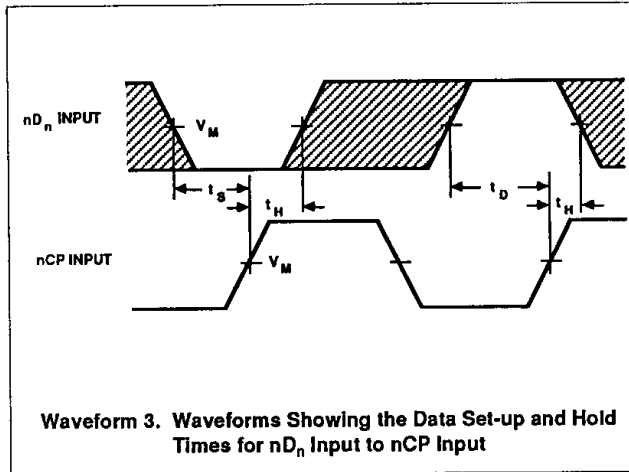 nDn INPUT
VM
tS
tH
tD
tH
nCP INPUT
VM
Waveform 3. Waveforms Showing the Data Set-up and Hold
Times for nDn Input to nCP Input